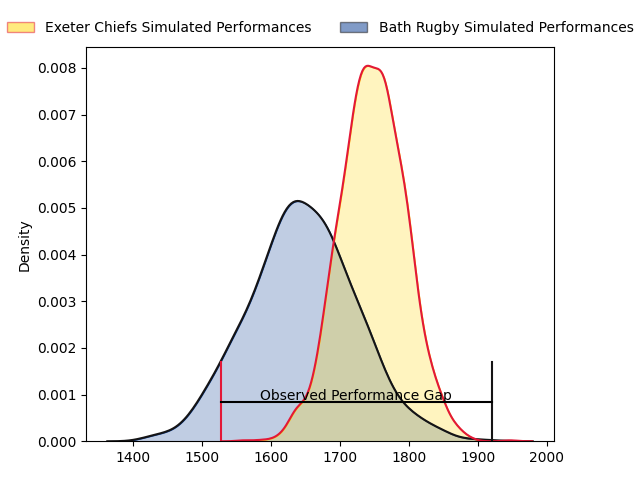 Exeter Chiefs Simulated Performances Bath Rugby Simulated Performances
0.008
0.007
0.006
0.005
0.004
0.003
0.002
0.001
0.000
Density
Observed Performance Gap
1400 1500 1600 1700 1800 1900 2000